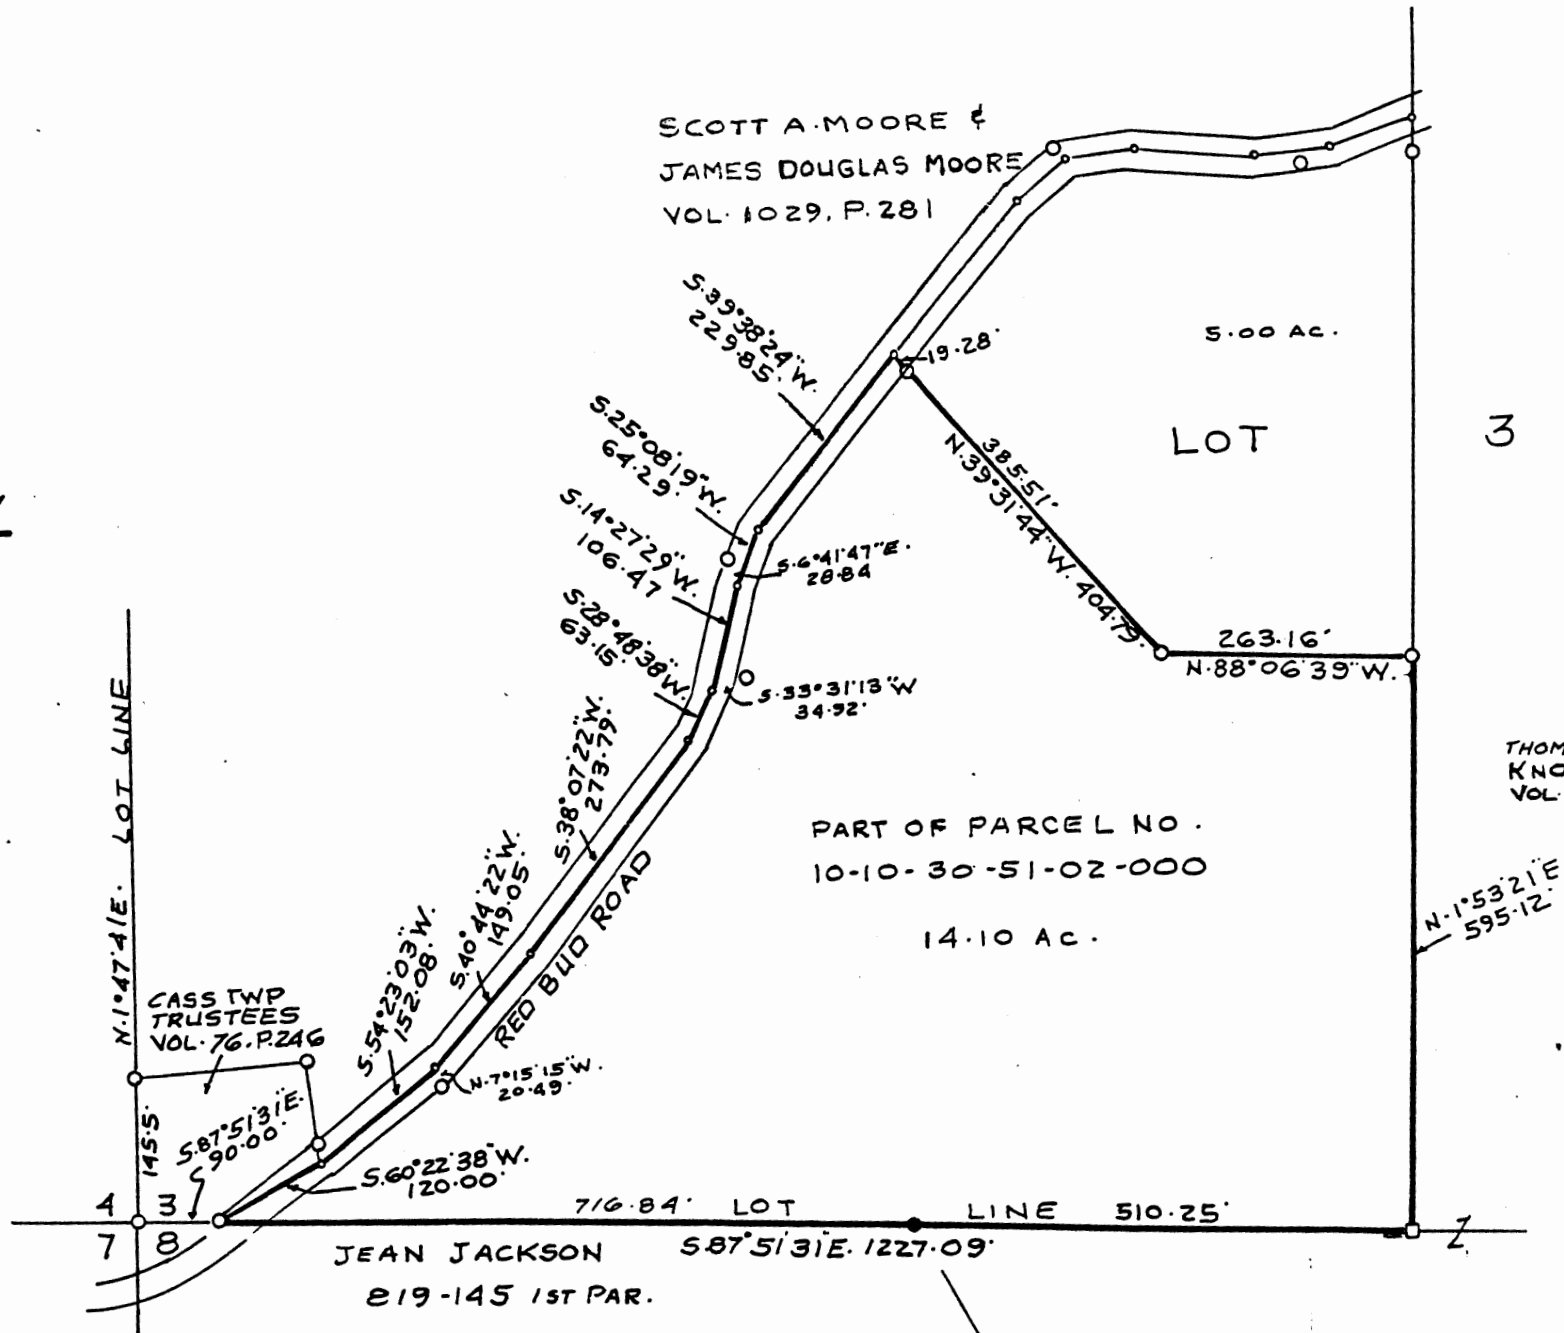 SCOTT A. MOORE &
JAMES DOUGLAS MOORE
VOL. 1029, P. 281
S.39°38'24"W.
229.85'
19.28'
5.00 AC.
LOT
3
S.25°08'19"W.
64.29'
S.14°27'29"W.
106.47
S.6°41'47"E.
28.84
385.51'
N.39°31'44"W. 404.79'
S.28°48'38"W.
63.15'
263.16'
N.88°06'39"W.
S.33°31'13"W
34.92'
N.1°47'41E. LOT LINE
S.38°07'22"W.
273.79'
THOM
KNO
VOL.
PART OF PARCEL NO.
10-10-30-51-02-000
14.10 AC.
S.40°44'22"W.
149.05'
RED BUD ROAD
N.1°53'21"E
595.12'
S.54°23'03"W.
152.08'
CASS TWP
TRUSTEES
VOL. 76, P.246
N.7°15'15"W.
20.49'
145.5'
S.87°51'31"E.
90.00'
S.60°22'38"W.
120.00'
4 3
716.84' LOT LINE 510.25'
7 8
JEAN JACKSON
S.87°51'31"E. 1227.09'
819-145 1ST PAR.